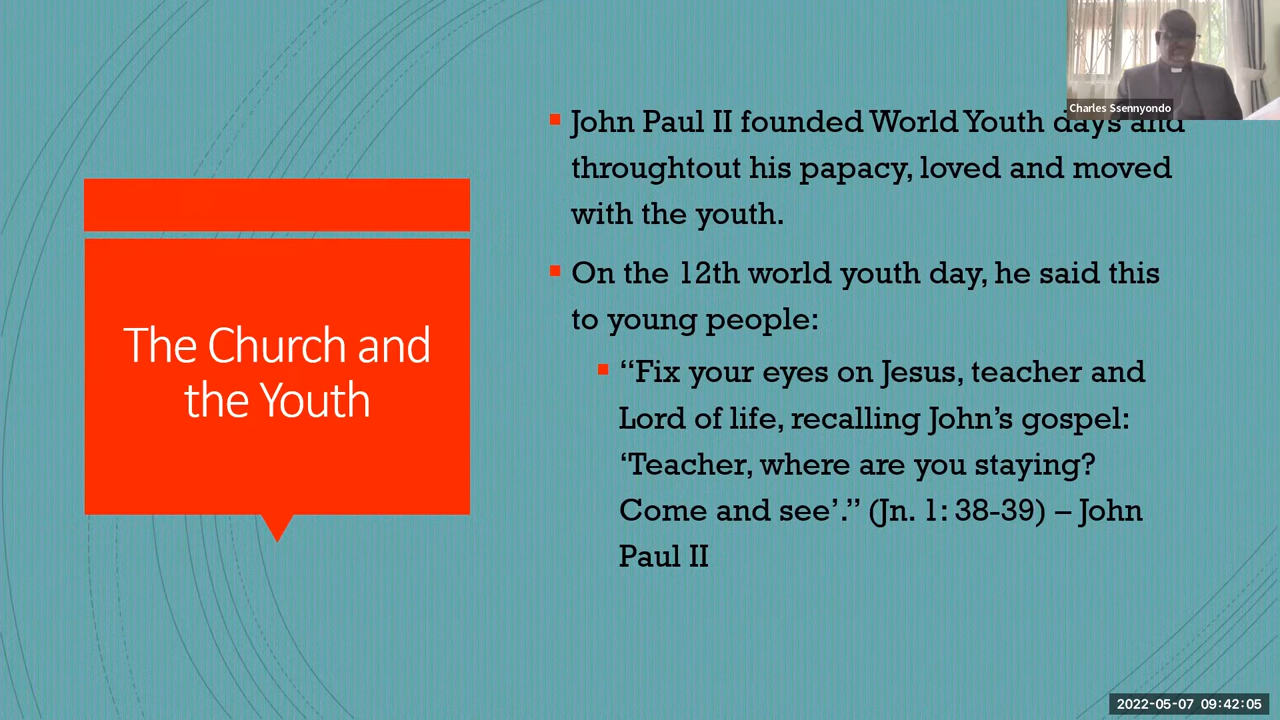 Charles Ssennyondo
John Paul II founded World Youth days and
throughtout his papacy, loved and moved
with the youth.
On the 12th world youth day, he said this
to young people:
“Fix your eyes on Jesus, teacher and
Lord of life, recalling John’s gospel:
‘Teacher, where are you staying?
Come and see’.” (Jn. 1: 38-39) – John
Paul II
The Church and
the Youth
2022-05-07 09:42:05